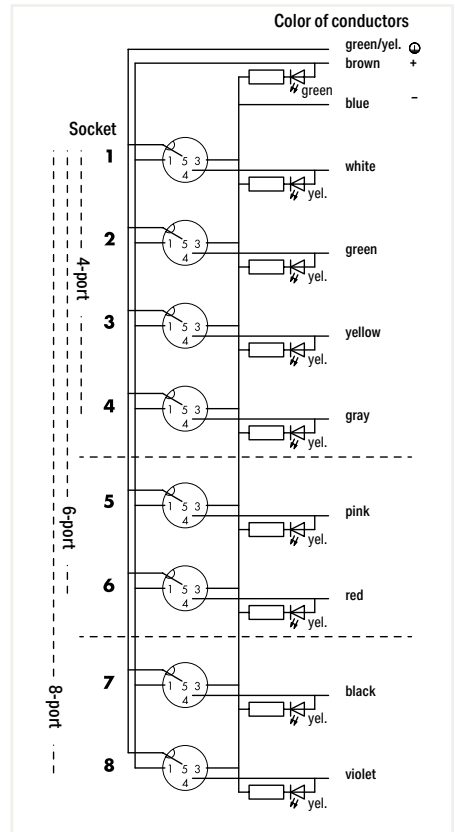 Color of conductors
green/yel.
brown +
green
blue –
Socket
1
1 5 3
4
white
yel.
2
1 5 3
4
green
yel.
4-port
3
1 5 3
4
yellow
yel.
4
1 5 3
4
gray
yel.
5
1 5 3
4
pink
yel.
6-port
6
1 5 3
4
red
yel.
7
1 5 3
4
black
yel.
8-port
8
1 5 3
4
violet
yel.